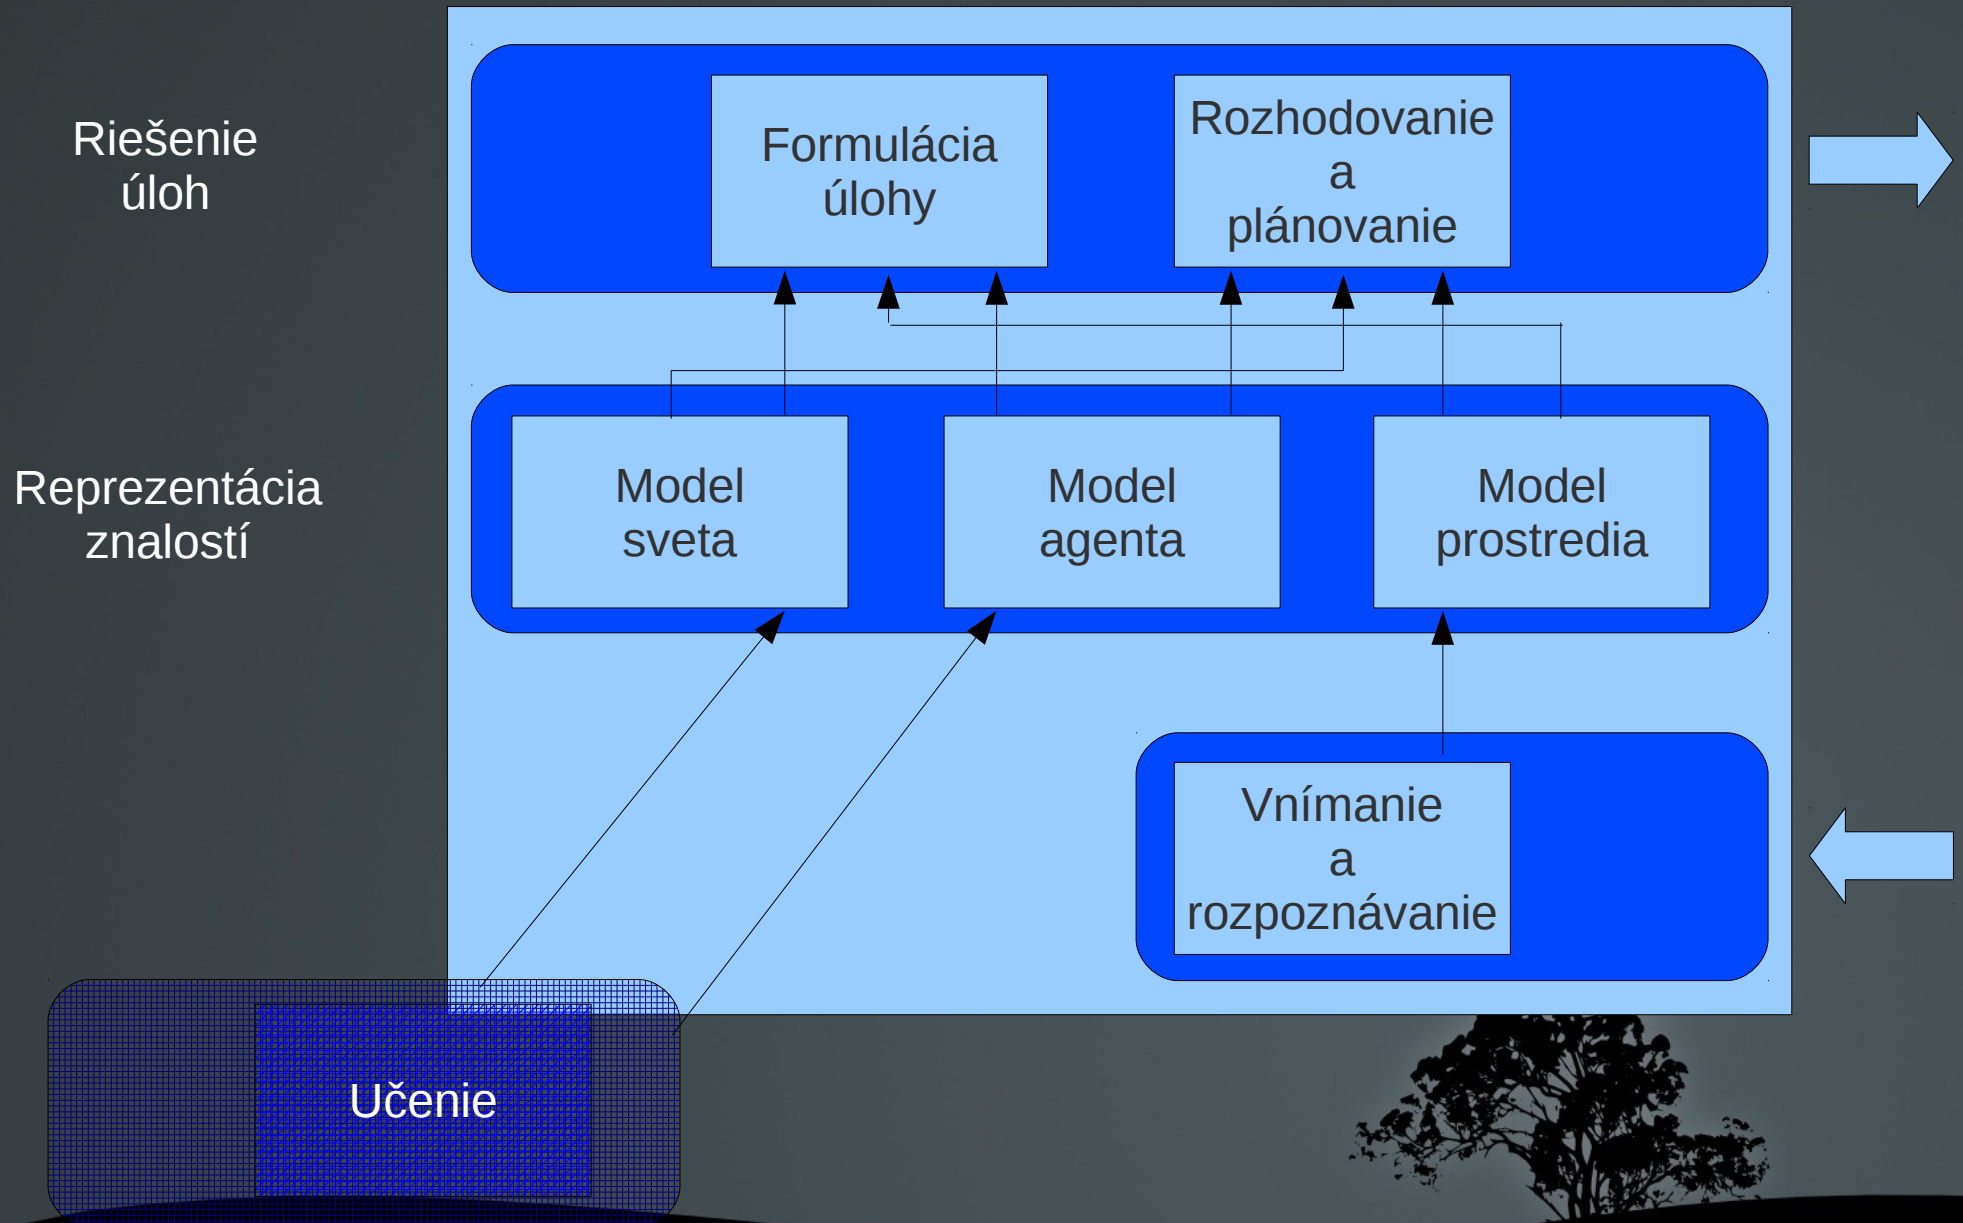 Riešenie
úloh
Formulácia
úlohy
Rozhodovanie
a
plánovanie
Reprezentácia
znalostí
Model
sveta
Model
agenta
Model
prostredia
Vnímanie
a
rozpoznávanie
Učenie